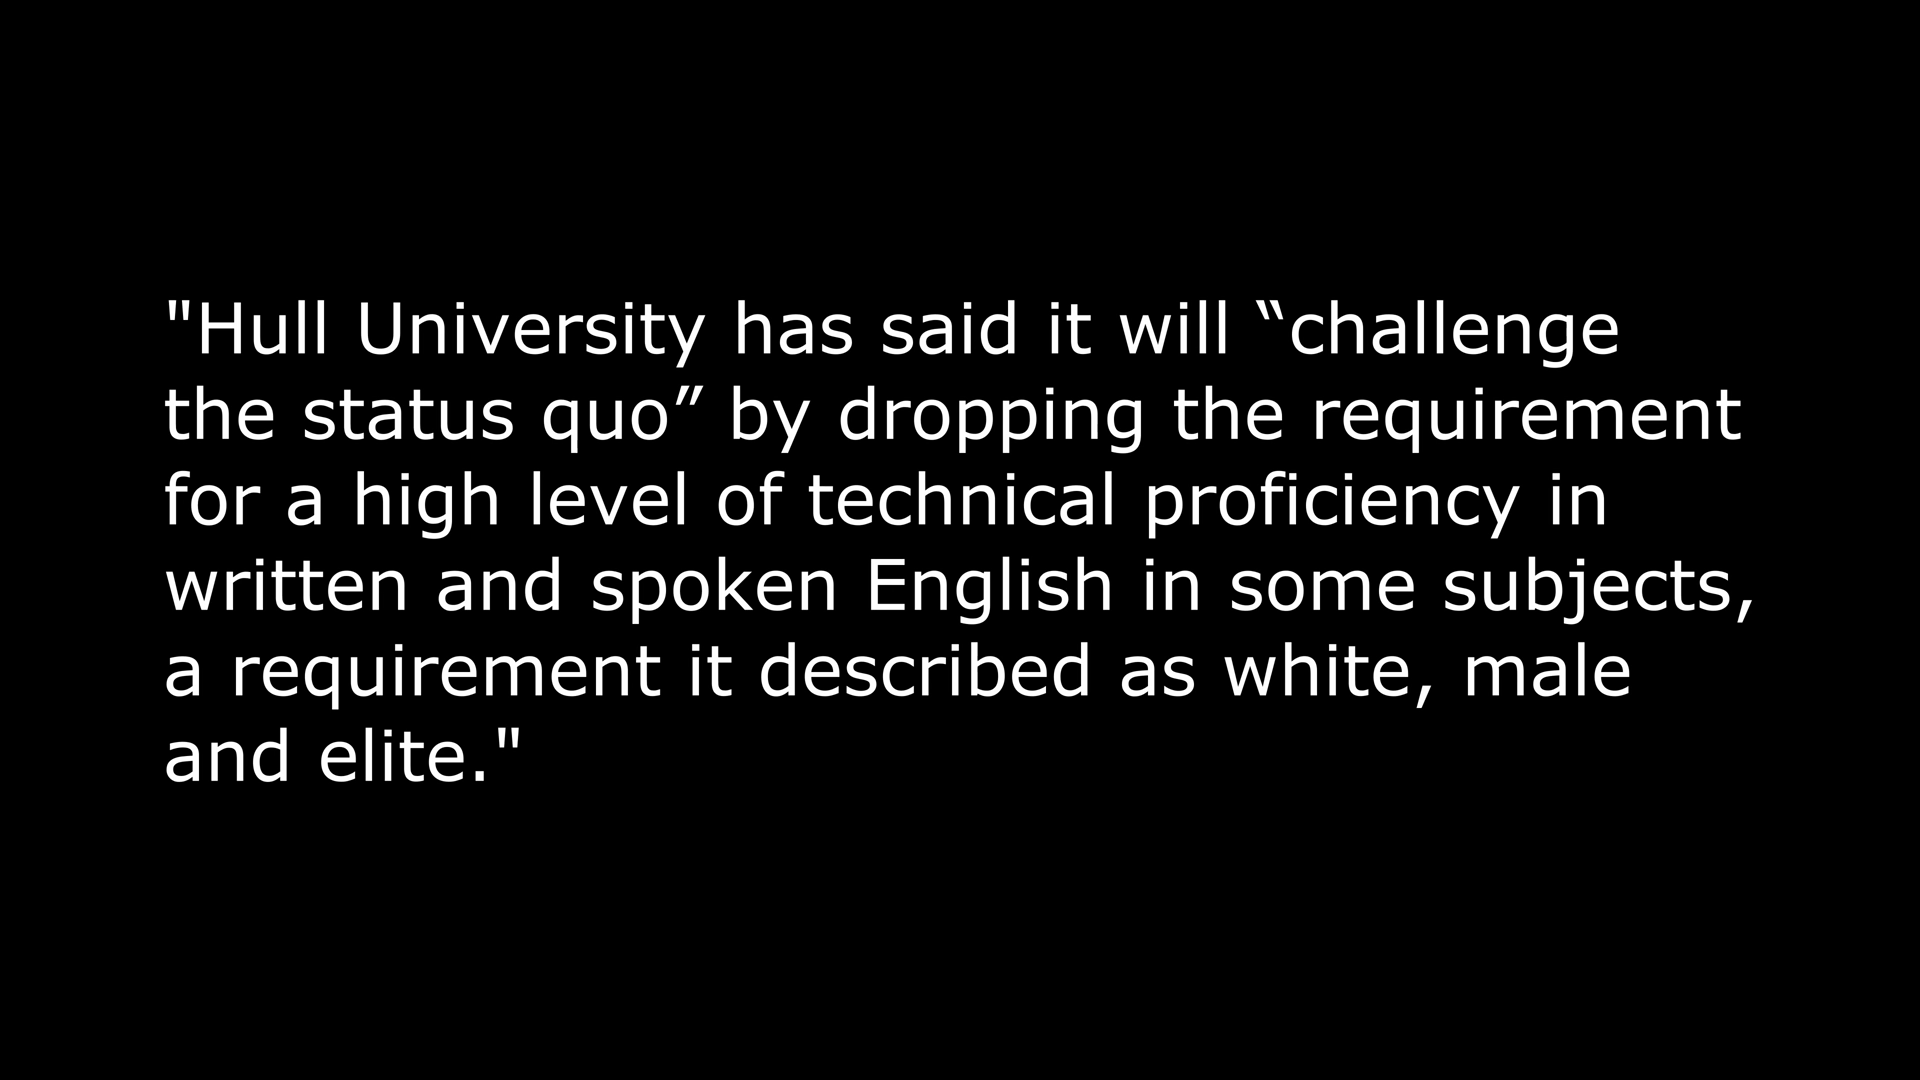 "Hull University has said it will “challenge
the status quo” by dropping the requirement
for a high level of technical proficiency in
written and spoken English in some subjects,
a requirement it described as white, male
and elite."